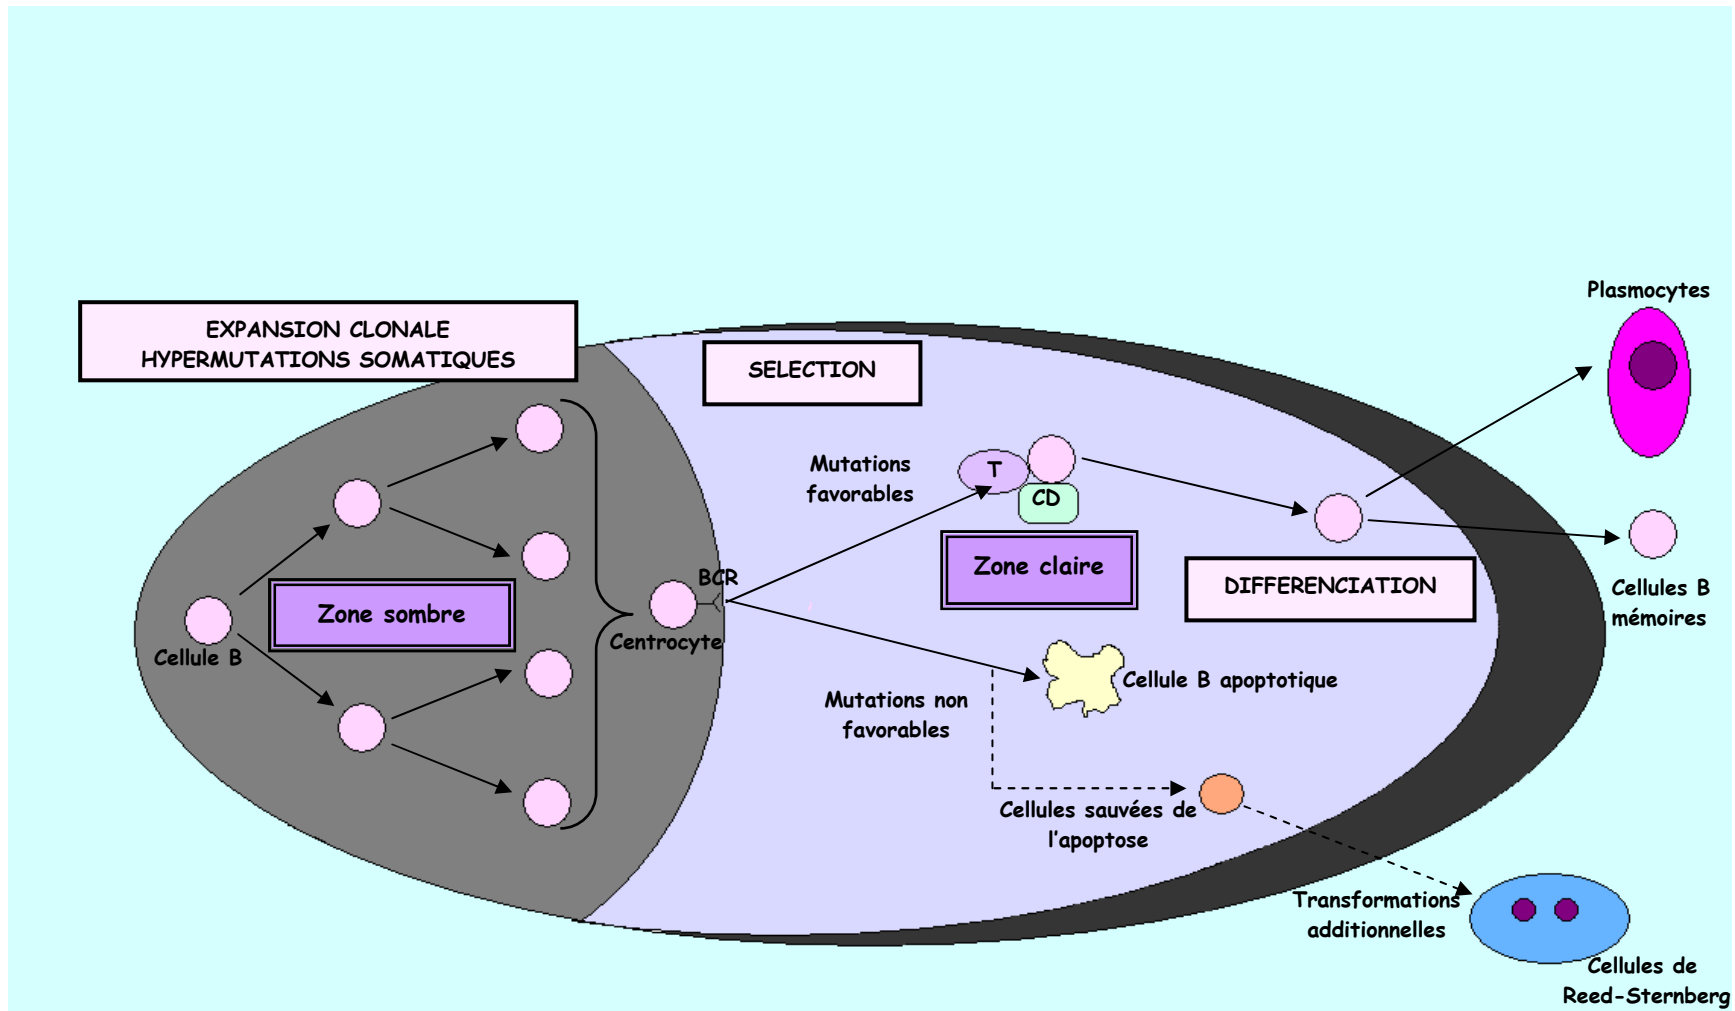 Plasmocytes
EXPANSION CLONALE
HYPERMUTATIONS SOMATIQUES
SELECTION
Mutations
favorables
T
CD
Zone claire
BCR
DIFFERENCIATION
Cellules B
mémoires
Zone sombre
Centrocyte
Cellule B
Cellule B apoptotique
Mutations non
favorables
Cellules sauvées de
l'apoptose
Transformations
additionnelles
Cellules de
Reed-Sternberg